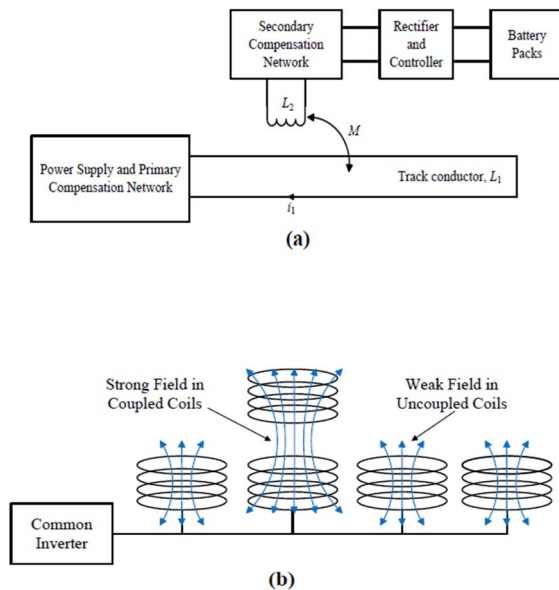 Secondary
Compensation
Network
Rectifier
and
Controller
Battery
Packs
L₂
M
Power Supply and Primary
Compensation Network
Track conductor, L₁
i₁
(a)
Strong Field in
Coupled Coils
Weak Field in
Uncoupled Coils
Common
Inverter
(b)